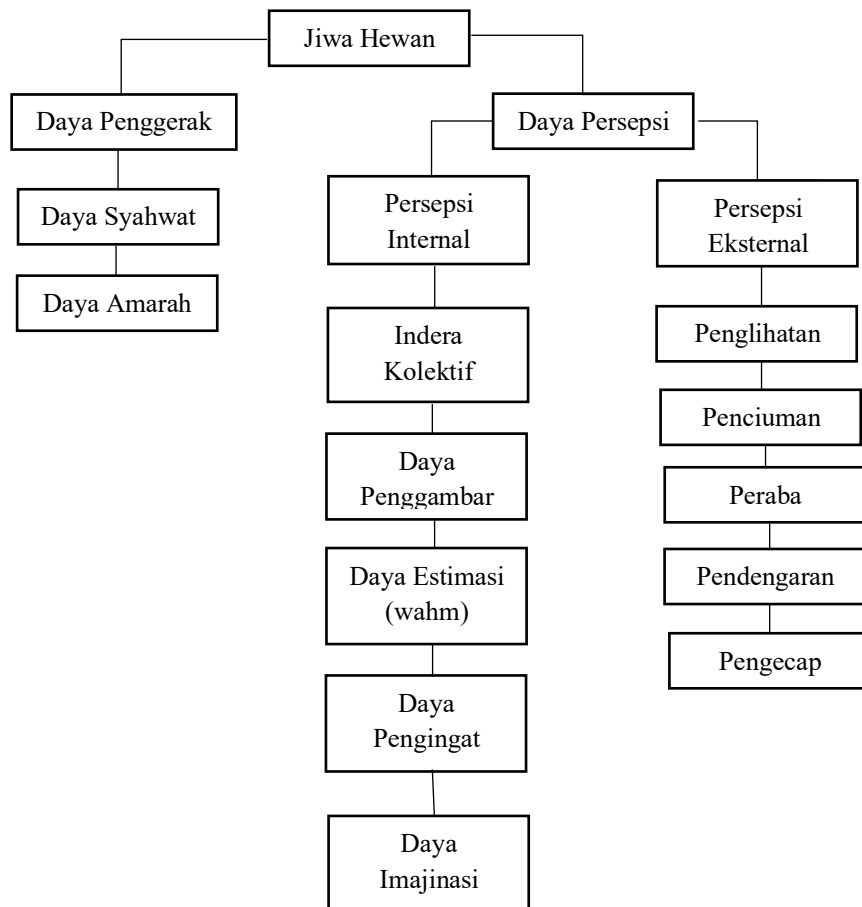 Jiwa Hewan
Daya Penggerak
Daya Syahwat
Daya Amarah
Daya Persepsi
Persepsi
Internal
Indera
Kolektif
Daya
Penggambar
Daya Estimasi
(wahm)
Daya
Pengingat
Daya
Imajinasi
Persepsi
Eksternal
Penglihatan
Penciuman
Peraba
Pendengaran
Pengecap